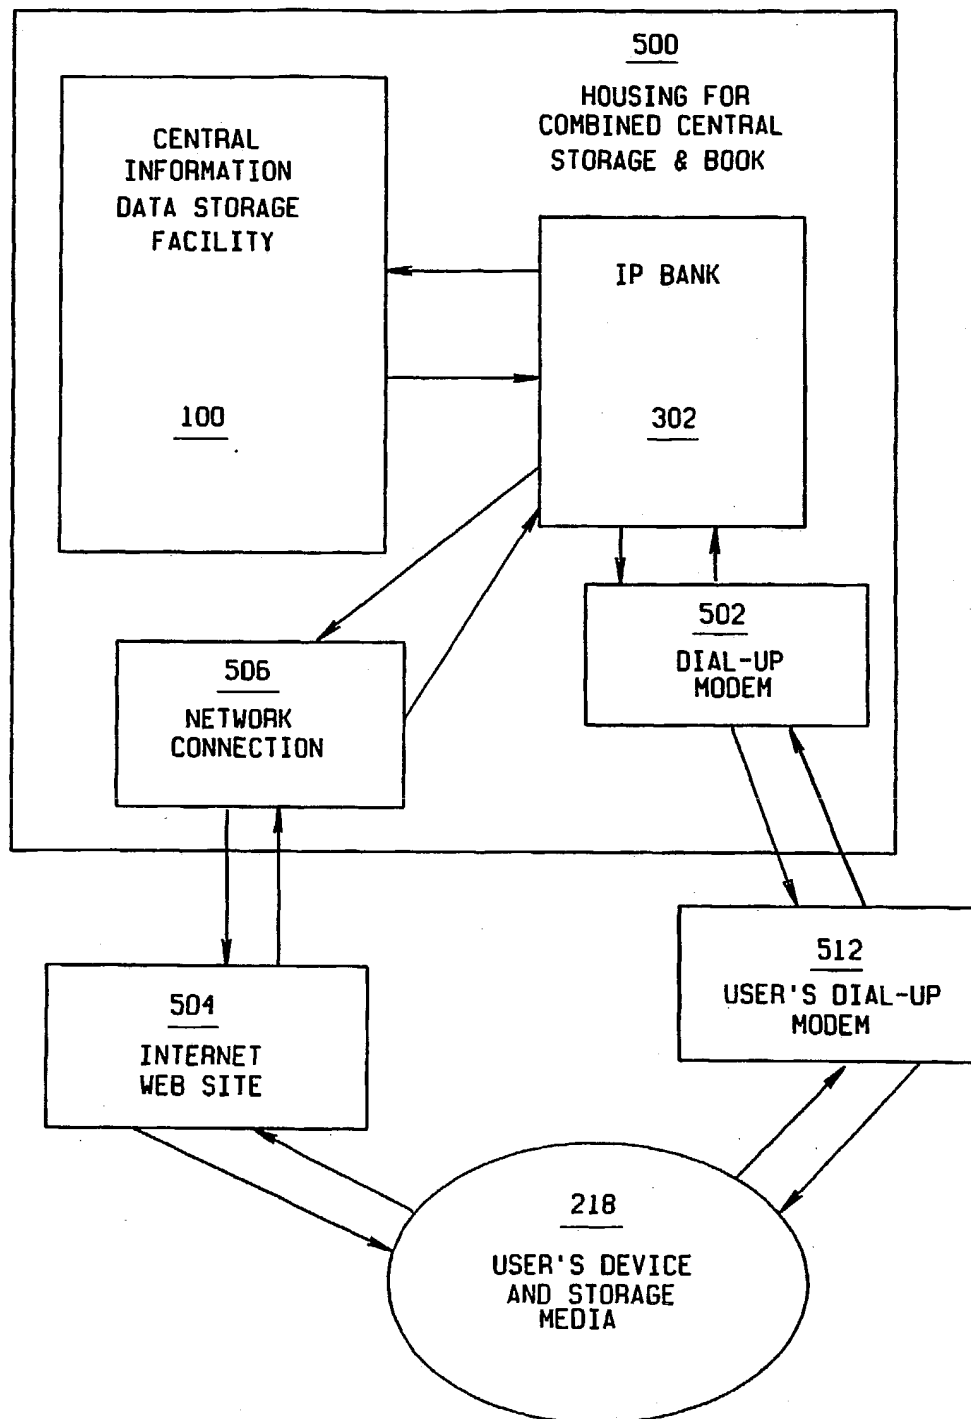 500
HOUSING FOR
COMBINED CENTRAL
STORAGE & BOOK
CENTRAL
INFORMATION
DATA STORAGE
FACILITY
100
IP BANK
302
502
DIAL-UP
MODEM
506
NETWORK
CONNECTION
504
INTERNET
WEB SITE
512
USER'S DIAL-UP
MODEM
218
USER'S DEVICE
AND STORAGE
MEDIA